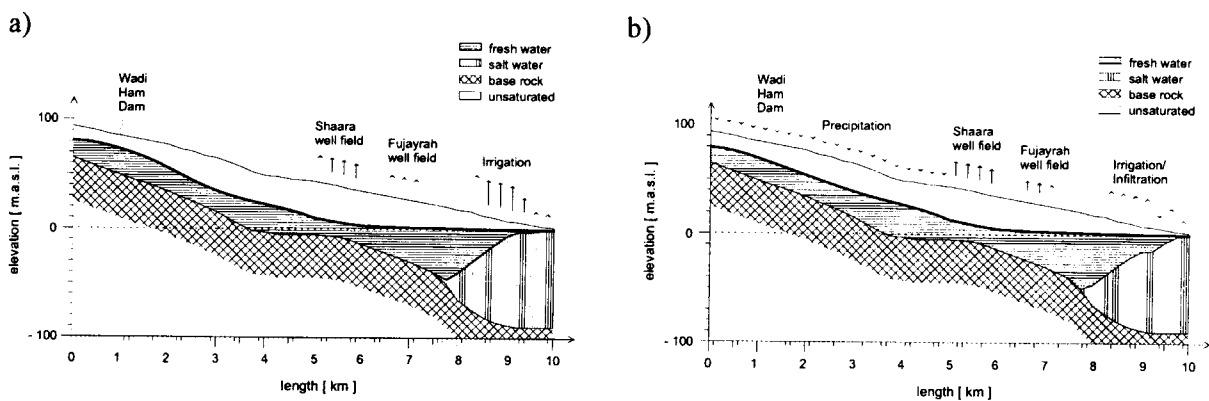 a)
fresh water
salt water
base rock
unsaturated
Wadi
Ham
Dam
Shaara
well field
Fujayrah
well field
Irrigation
100
0
- 100
elevation [ m.a.s.l. ]
0 1 2 3 4 5 6 7 8 9 10
length [ km ]
b)
fresh water
salt water
base rock
unsaturated
Wadi
Ham
Dam
Precipitation
Shaara
well field
Fujayrah
well field
Irrigation/
Infiltration
100
0
- 100
elevation [ m.a.s.l. ]
0 1 2 3 4 5 6 7 8 9 10
length [ km ]